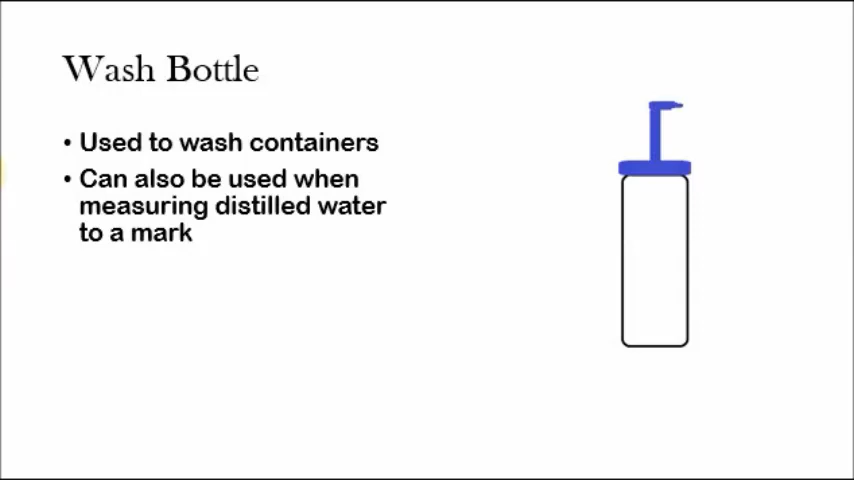 Wash Bottle
• Used to wash containers
• Can also be used when
measuring distilled water
to a mark